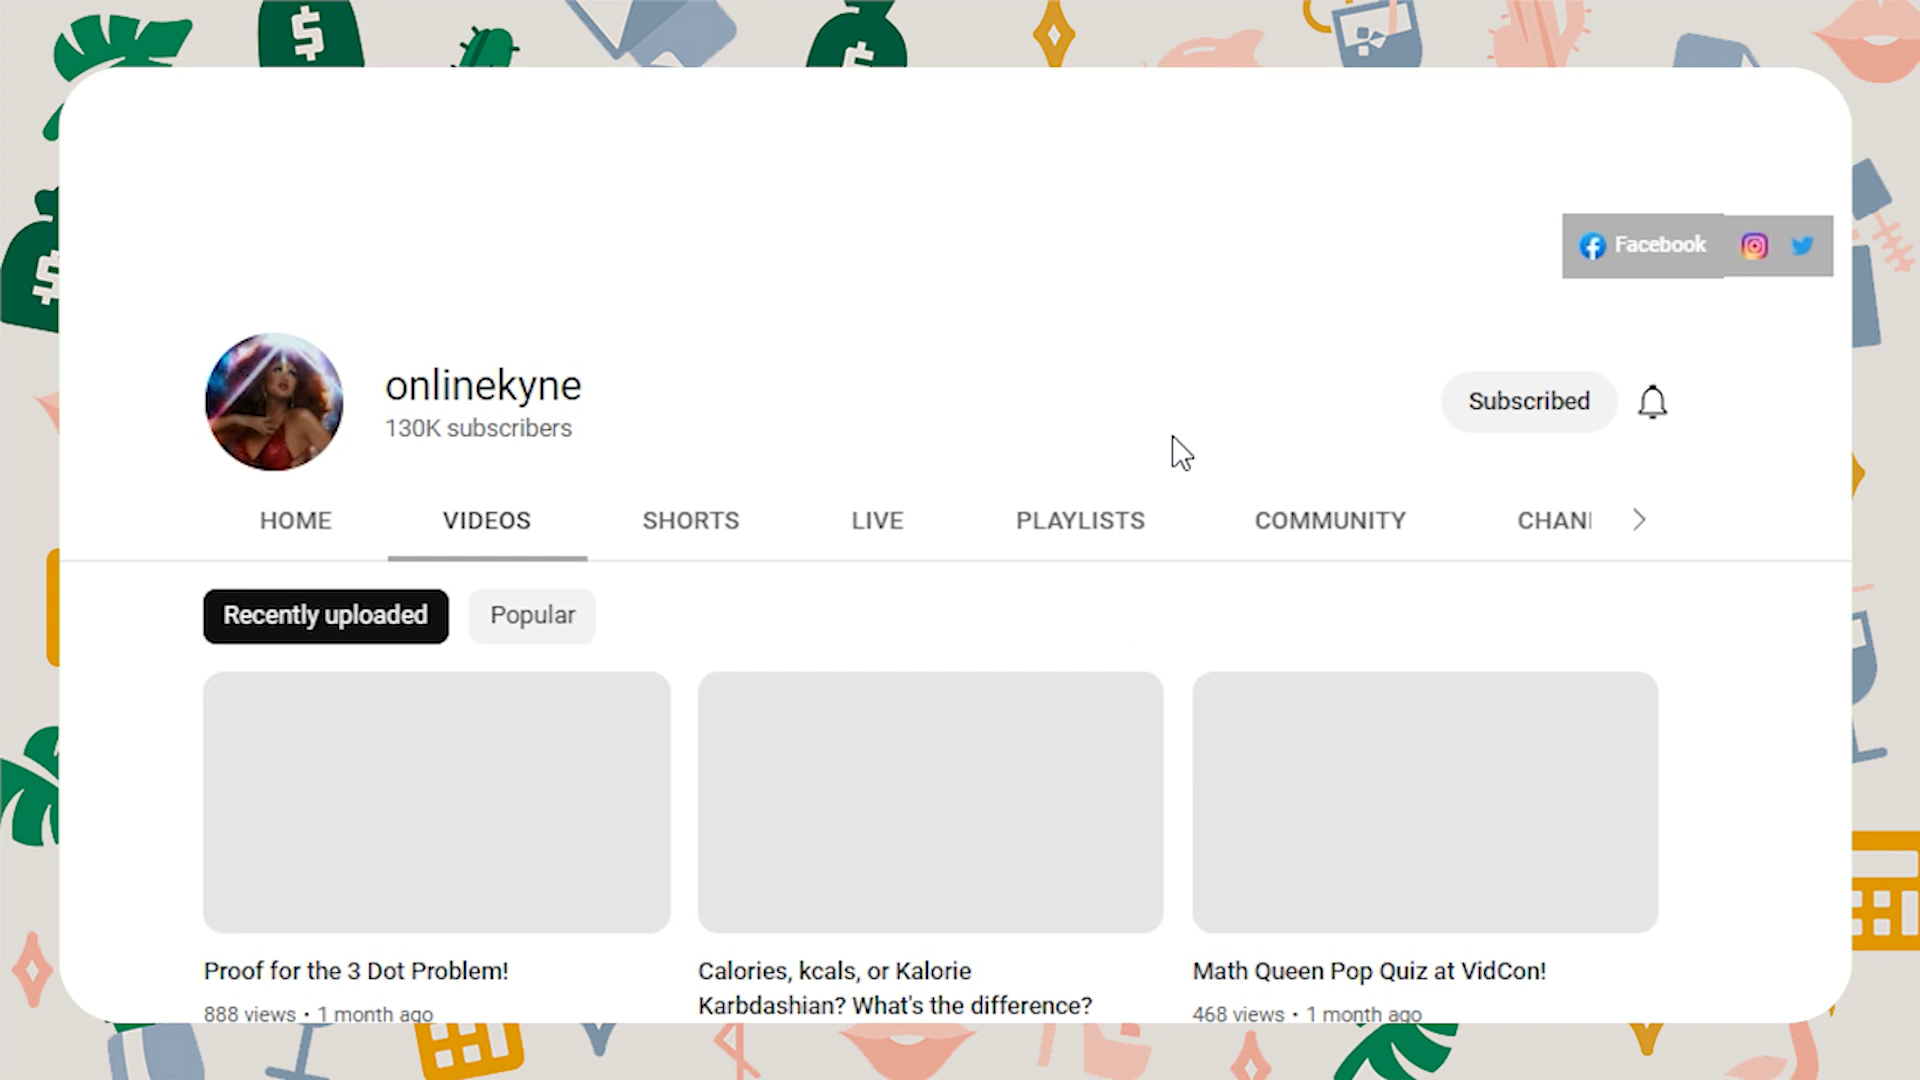 $
$
$
Facebook
onlinekyne
130K subscribers
Subscribed
HOME VIDEOS SHORTS LIVE PLAYLISTS COMMUNITY CHAN
Recently uploaded Popular
Proof for the 3 Dot Problem!
888 views • 1 month ago
Calories, kcals, or Kalorie
Karbdashian? What's the difference?
Math Queen Pop Quiz at VidCon!
468 views • 1 month ago